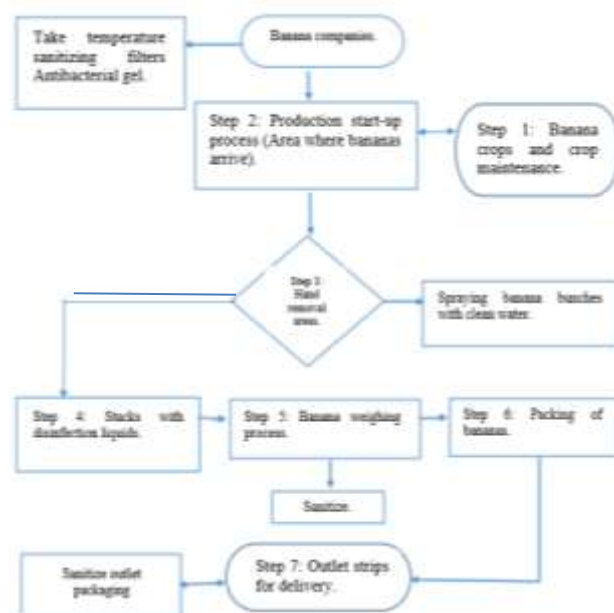 Take temperature
sanitizing filters
Antibacterial gel.
Banana companies.
Step 2: Production start-up
process (Area where bananas
arrive).
Step 1: Banana
crops and crop
maintenance.
Step 3:
Hand
removal
areas.
Spraying banana bunches
with clean water.
Step 4: Stacks with
disinfection liquids.
Step 5: Banana weighing
process.
Step 6: Packing of
bananas.
Sanitize.
Sanitize outlet
packaging
Step 7: Outlet strips
for delivery.